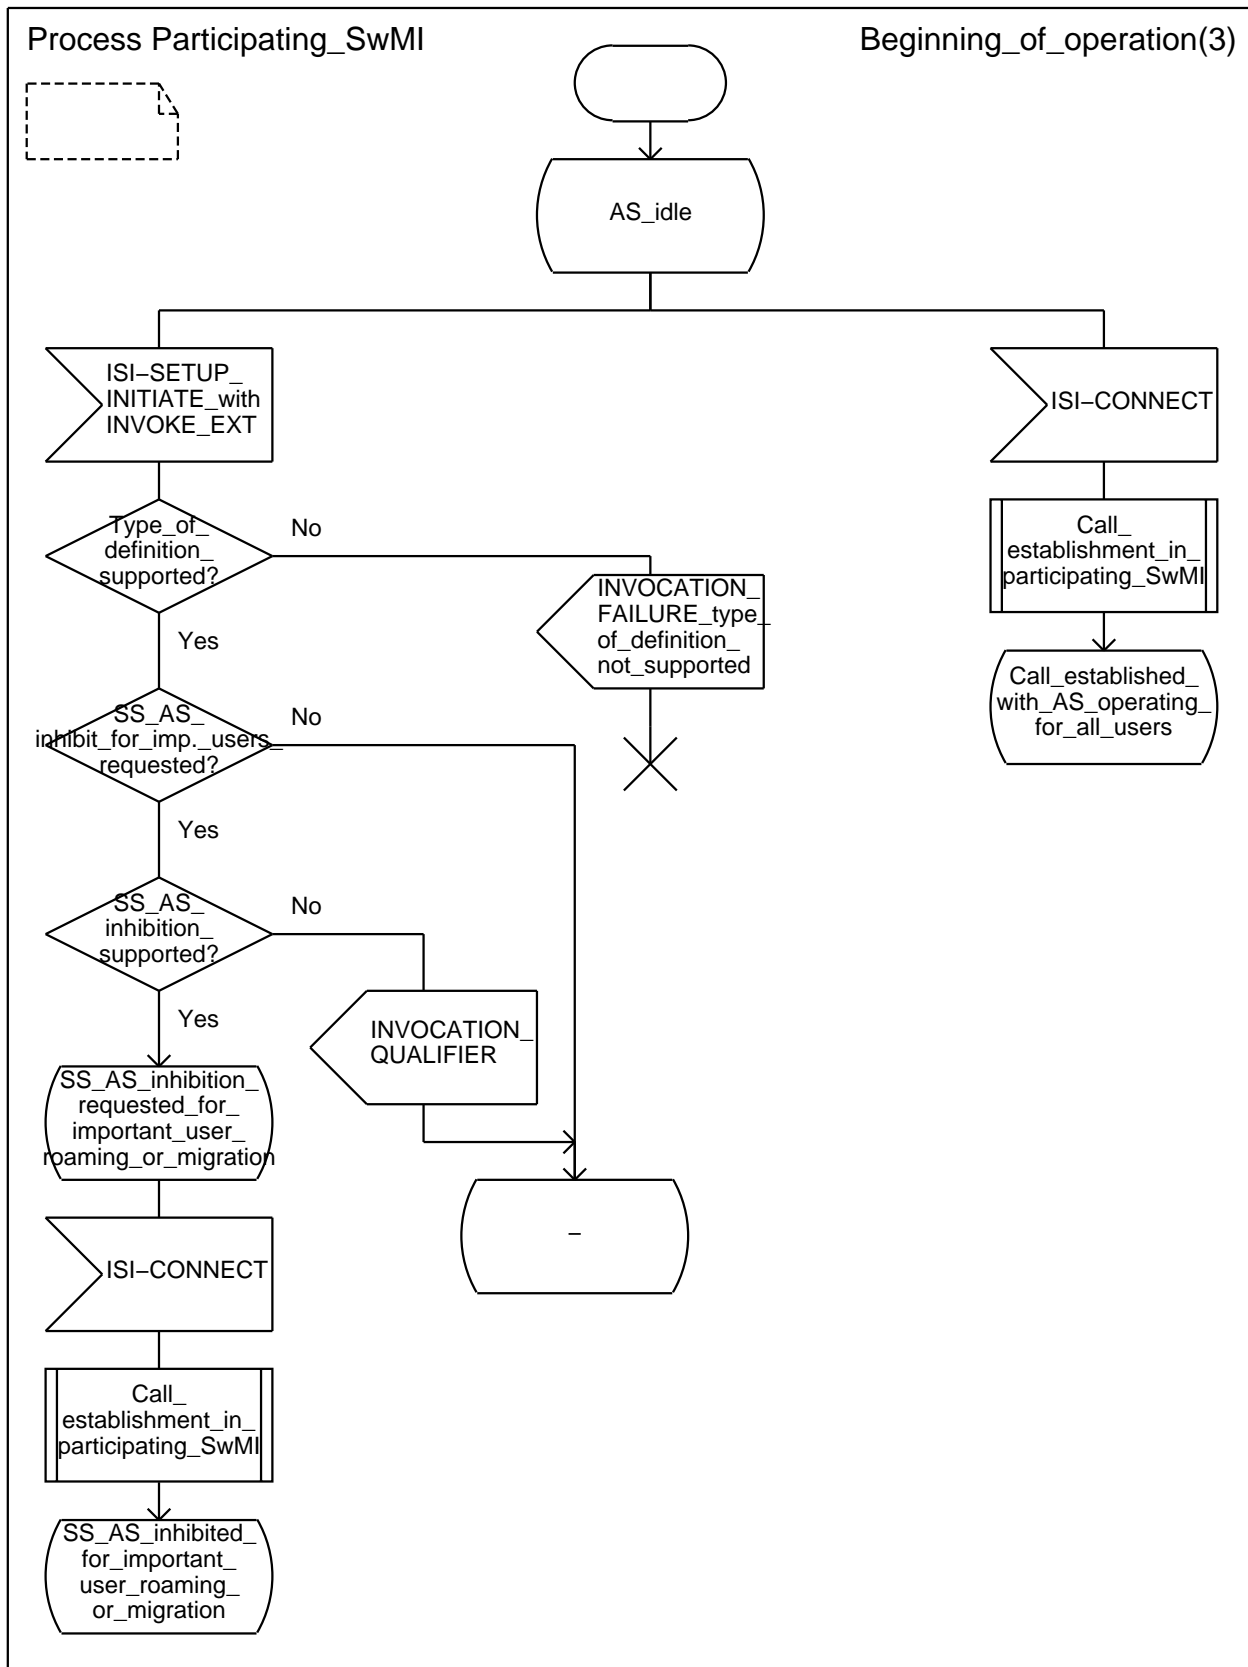 Process Participating_SwMI
Beginning_of_operation(3)
AS_idle
ISI–SETUP_
INITIATE_with
INVOKE_EXT
ISI–CONNECT
Type_of_
definition_
supported?
No
Yes
INVOCATION_
FAILURE_type_
of_definition_
not_supported
Call_
establishment_in_
participating_SwMI
Call_established_
with_AS_operating_
for_all_users
SS_AS_
inhibit_for_imp._users_
requested?
No
Yes
SS_AS_
inhibition_
supported?
No
Yes
INVOCATION_
QUALIFIER
SS_AS_inhibition_
requested_for_
important_user_
roaming_or_migration
–
ISI–CONNECT
Call_
establishment_in_
participating_SwMI
SS_AS_inhibited_
for_important_
user_roaming_
or_migration